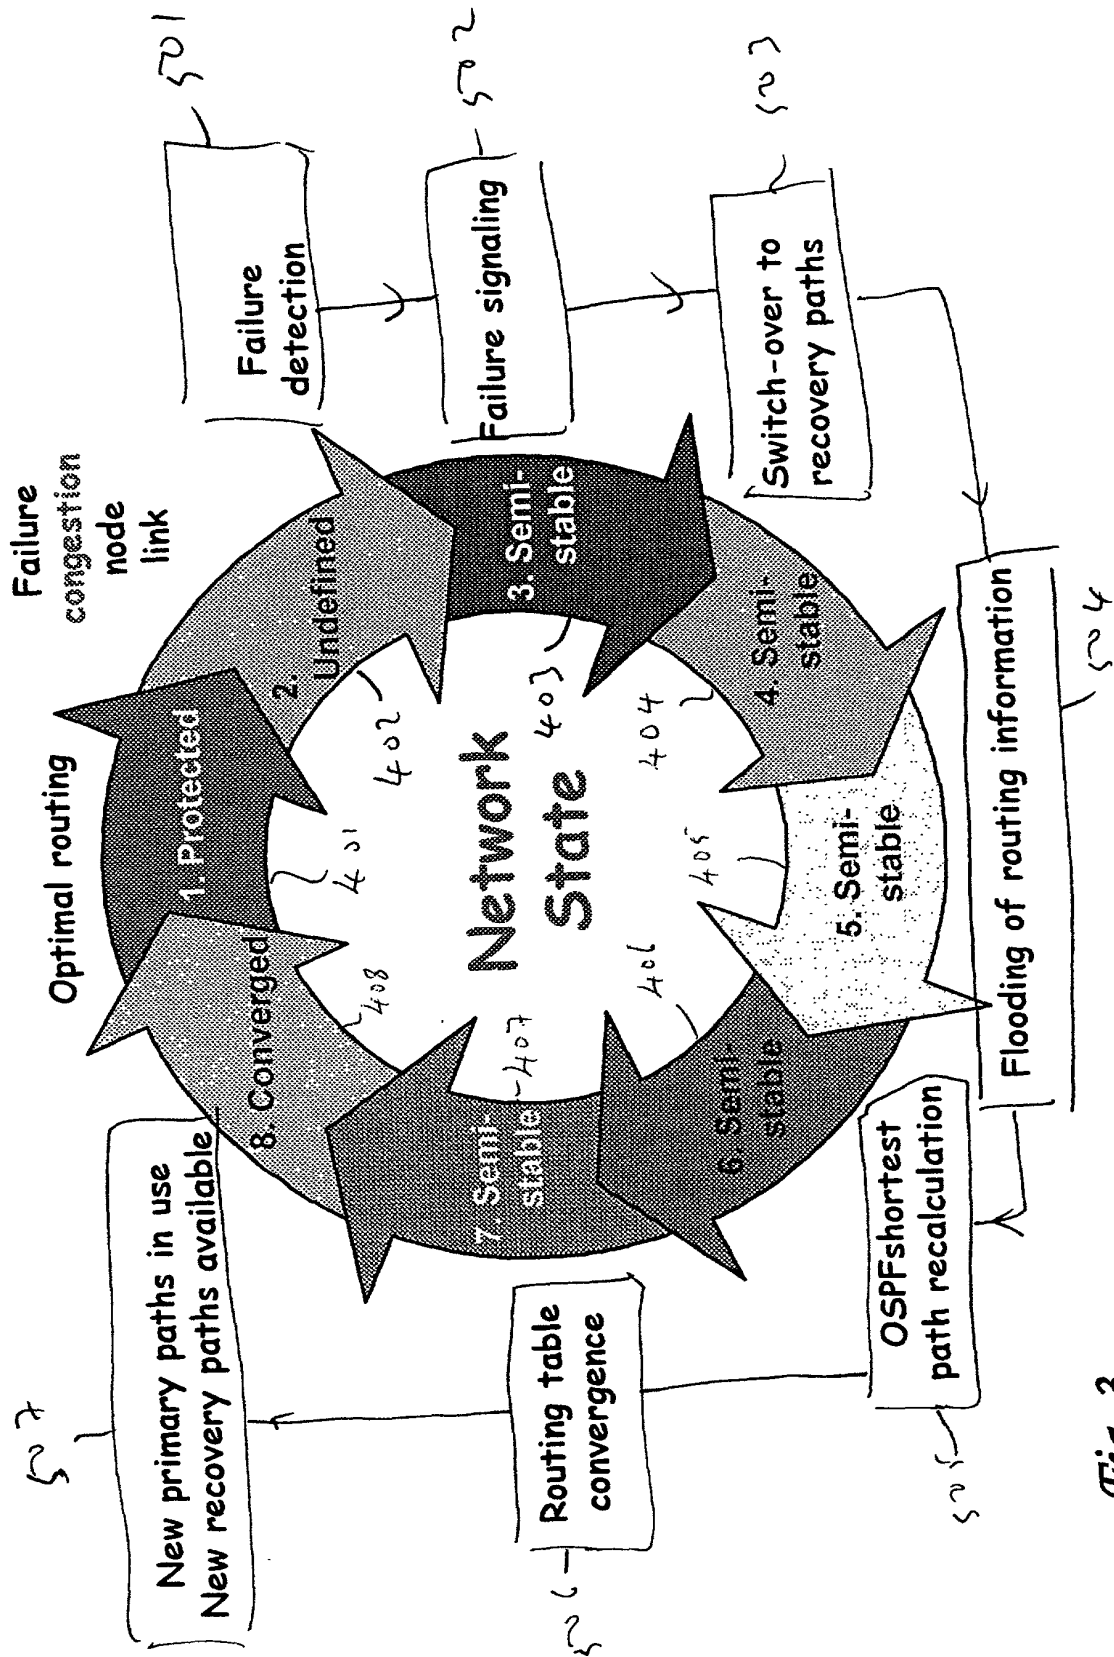 Optimal routing
Failure
congestion
node
link
501
Failure
detection
502
Failure signaling
503
Switch-over to
recovery paths
504
Flooding of routing information
505
OSPFshortest
path recalculation
506
Routing table
convergence
507
New primary paths in use
New recovery paths available
1. Protected
401
2.
Undefined
402
3. Semi-
stable
403
4. Semi-
stable
404
5. Semi-
stable
405
6. Semi-
stable
406
7. Semi-
stable
407
8. Converged
408
Network
State